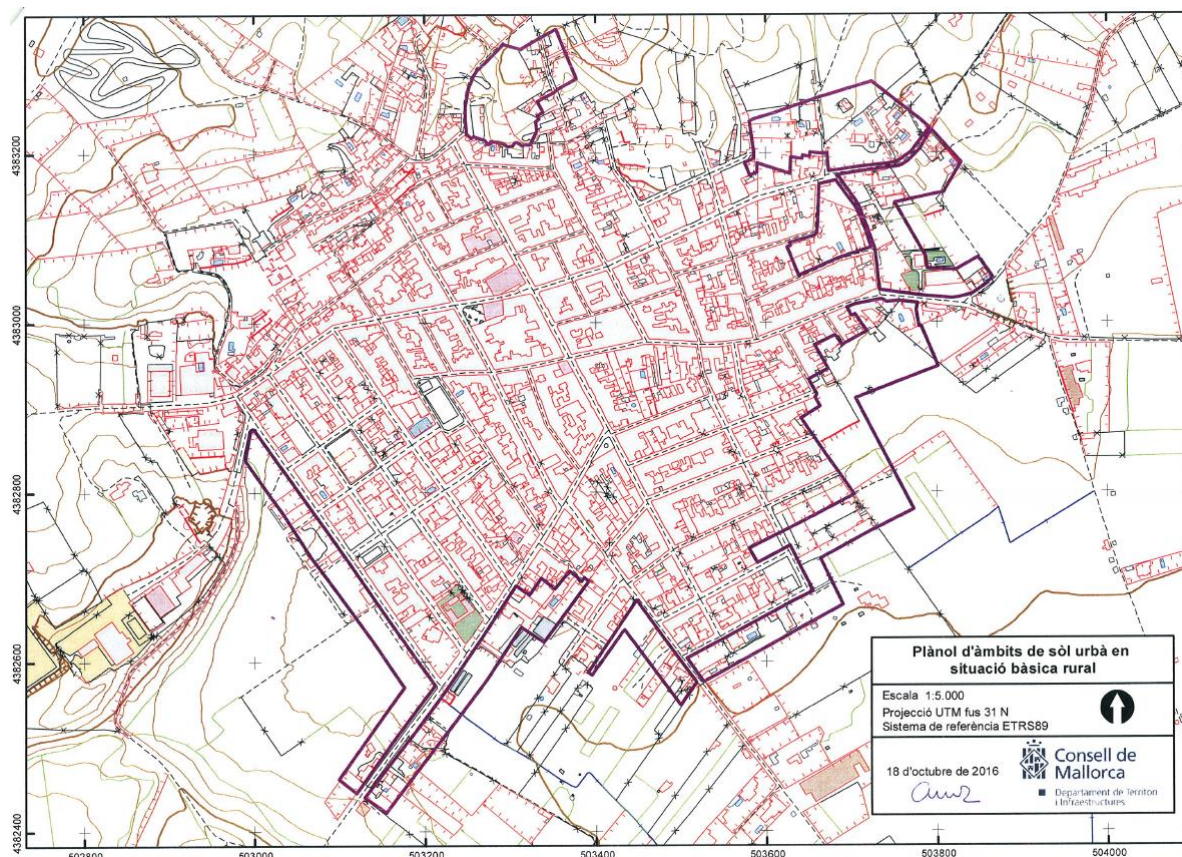 4383200
4383000
4382800
4382600
4382400
Plànol d'àmbits de sòl urbà en
situació bàsica rural
Escala 1:5.000
Projecció UTM fus 31 N
Sistema de referència ETRS89
18 d'octubre de 2016
Consell de
Mallorca
Departament de Territori
i Infraestructures
502800
503000
503200
503400
503600
503800
504000